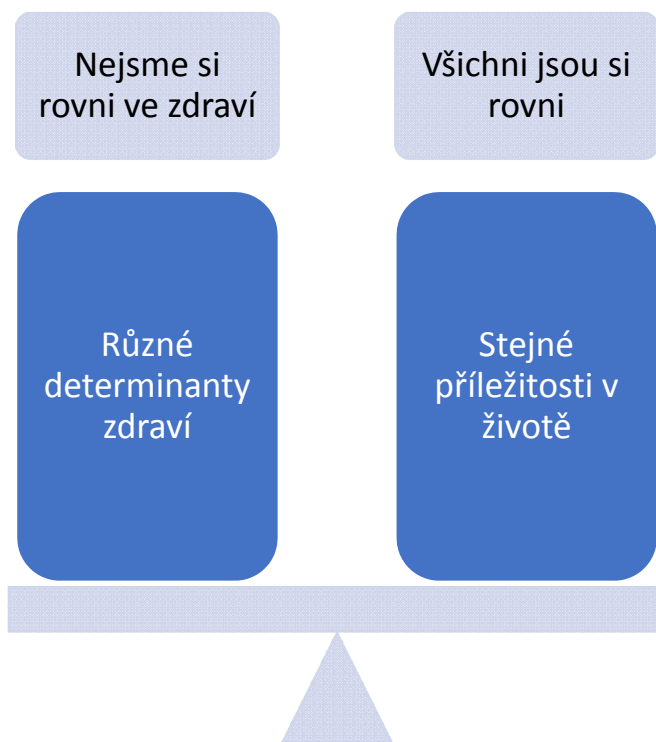 Nejsme si
rovni ve zdraví
Všichni jsou si
rovni
Různé
determinanty
zdraví
Stejné
příležitosti v
životě